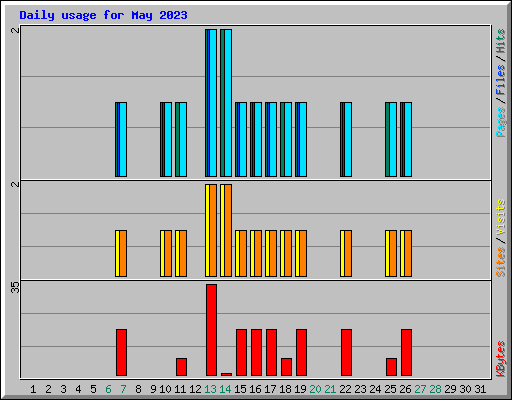 Daily usage for May 2023
2
Pages/Files/Hits
2
Sites/Visits
35
KBytes
1 2 3 4 5 6 7 8 9 10 11 12 13 14 15 16 17 18 19 20 21 22 23 24 25 26 27 28 29 30 31